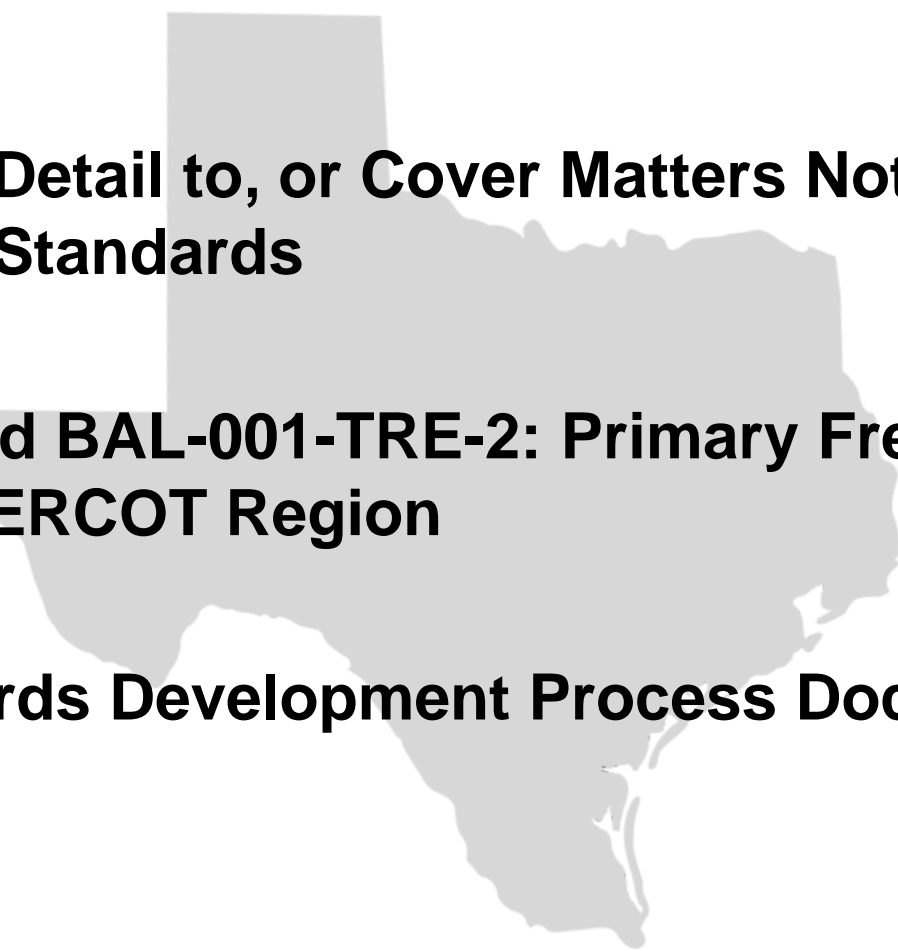 Detail to, or Cover Matters Not
Standards
d BAL-001-TRE-2: Primary Fre
ERCOT Region
rds Development Process Doc